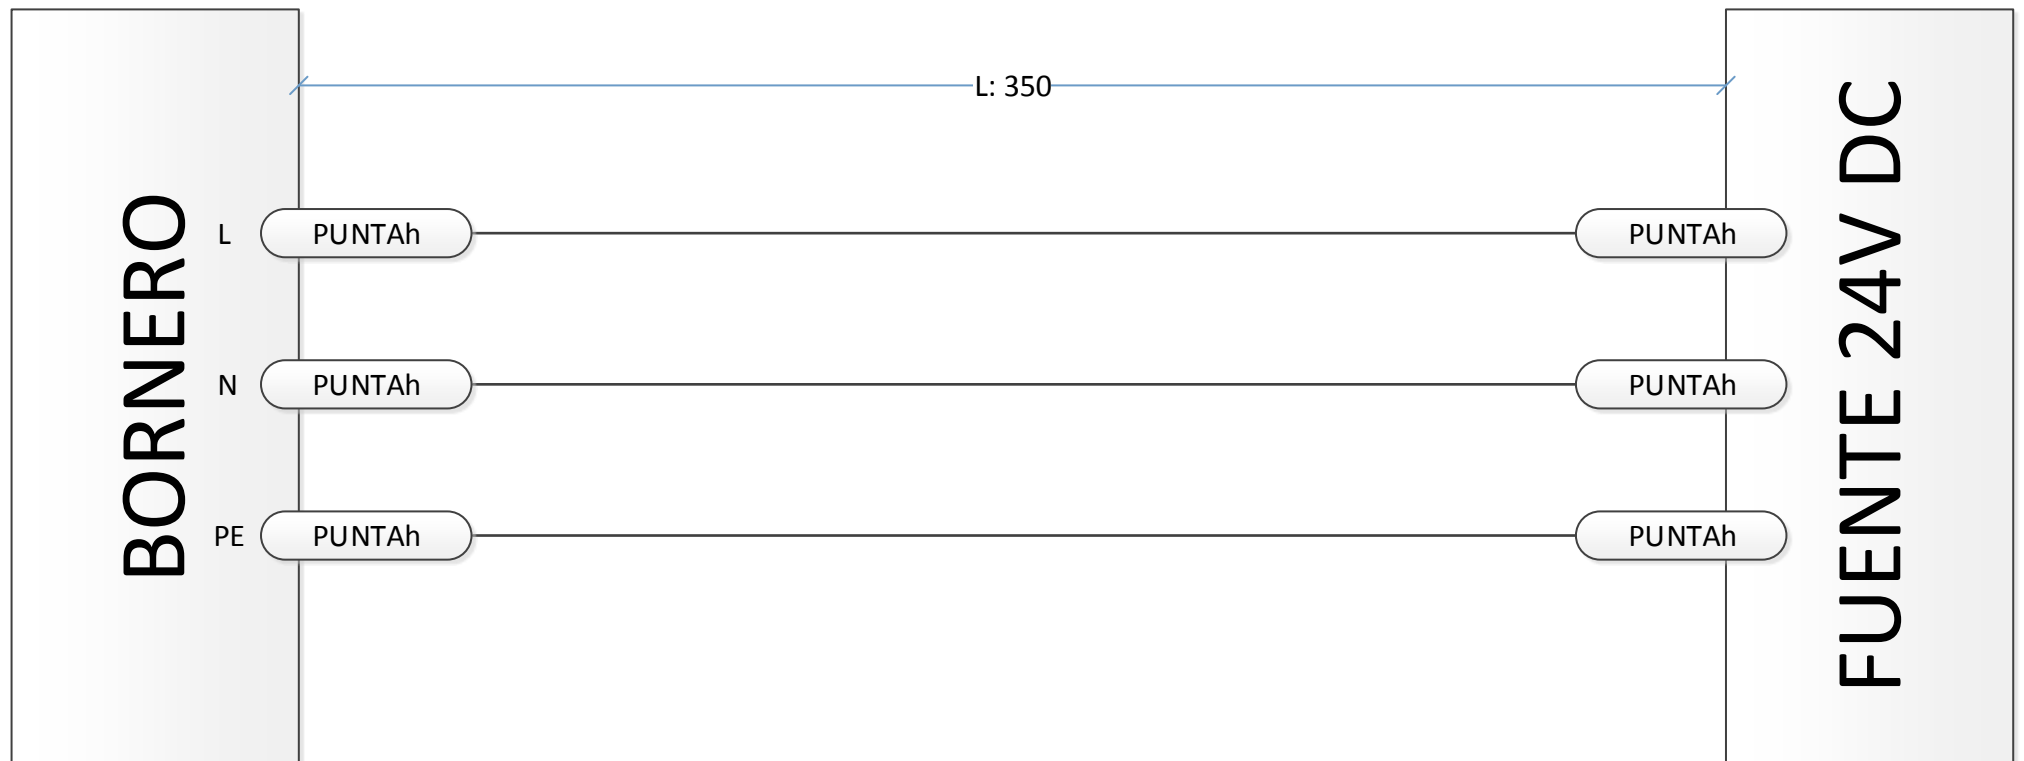 L: 350
BORNERO
L
PUNTAh
PUNTAh
N
PUNTAh
PUNTAh
PE
PUNTAh
PUNTAh
FUENTE 24V DC